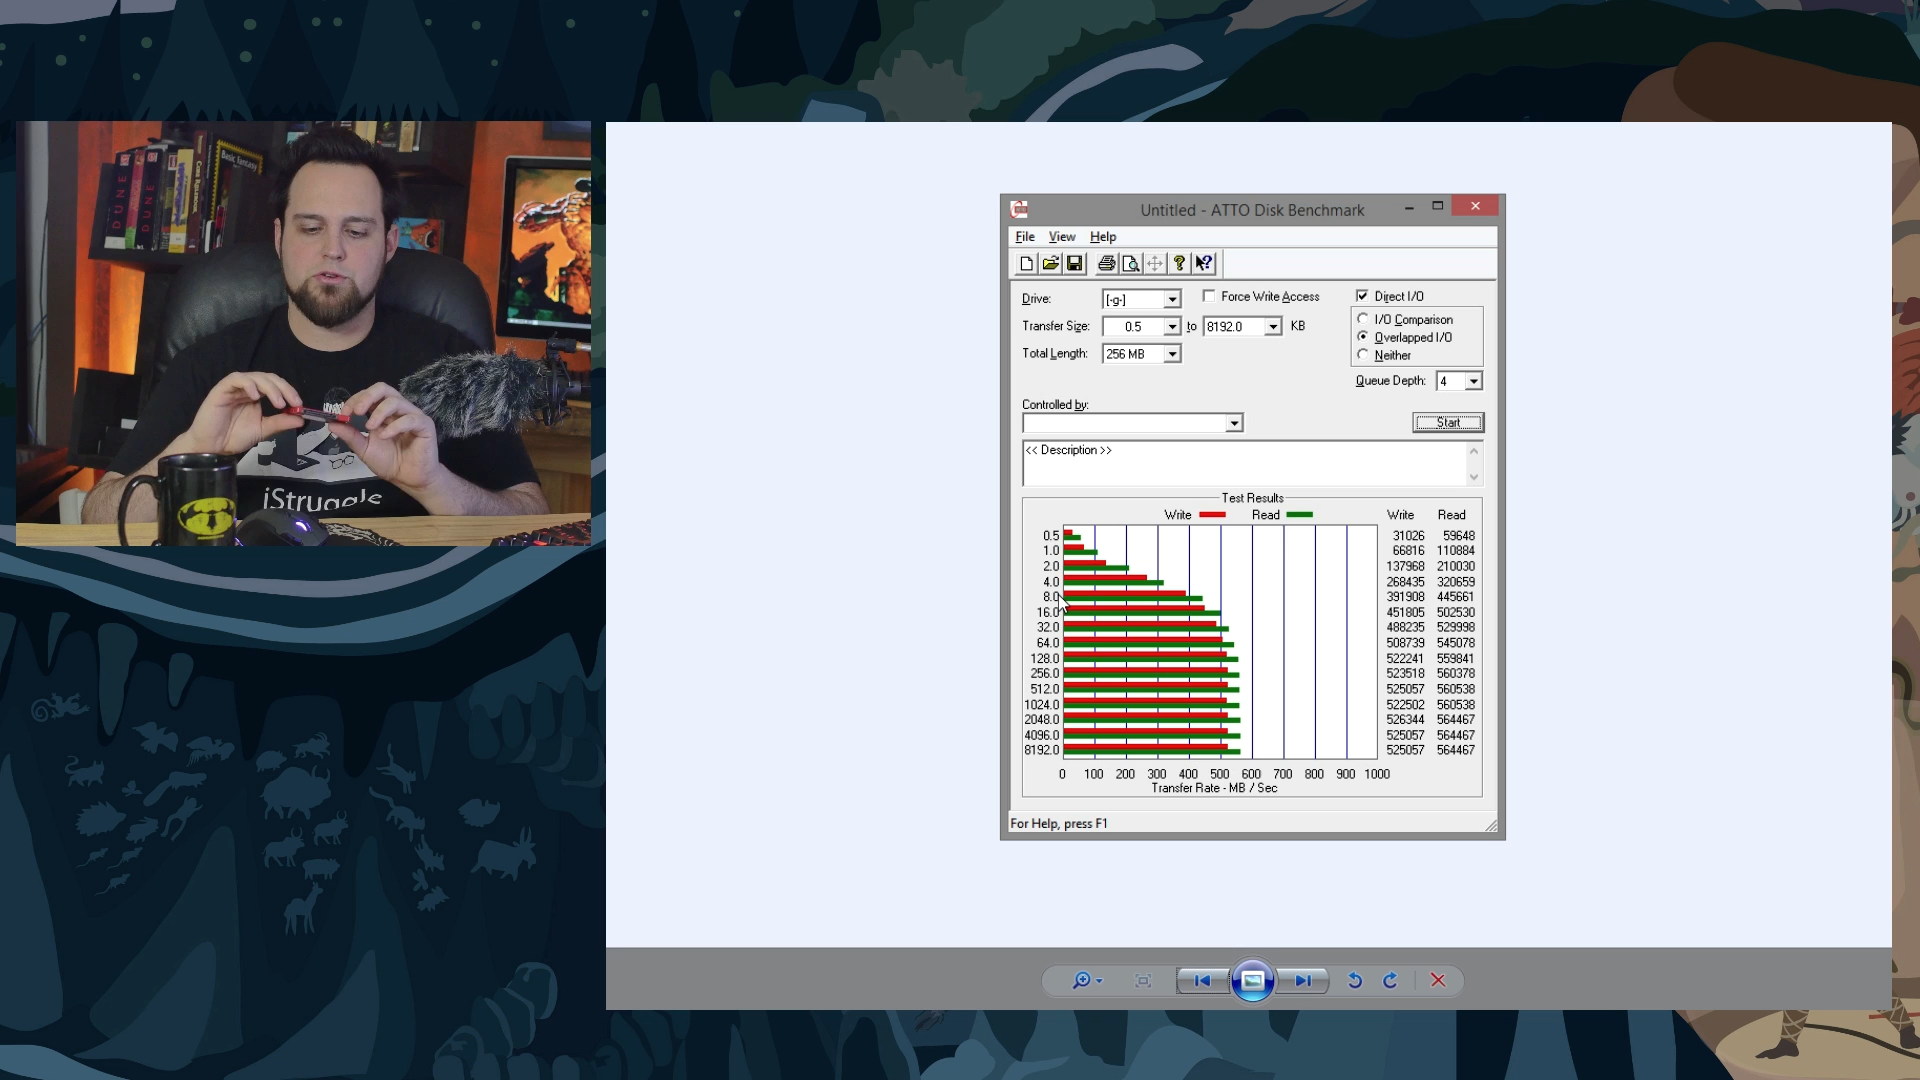 DUNE
DUNE
Basic Fantasy
iStruggle
Untitled - ATTO Disk Benchmark
File View Help
Drive: [-g-] Force Write Access Direct I/O
Transfer Size: 0.5 to 8192.0 KB
I/O Comparison
Overlapped I/O
Neither
Total Length: 256 MB
Queue Depth: 4
Controlled by:
Start
<< Description >>
Test Results
Write Read Write Read
0.5 31026 59648
1.0 66816 110884
2.0 137968 210030
4.0 268435 320659
8.0 391908 445661
16.0 451805 502530
32.0 488235 529998
64.0 508739 545078
128.0 522241 559841
256.0 523518 560378
512.0 525057 560538
1024.0 522502 560538
2048.0 526344 564467
4096.0 525057 564467
8192.0 525057 564467
0 100 200 300 400 500 600 700 800 900 1000
Transfer Rate - MB / Sec
For Help, press F1